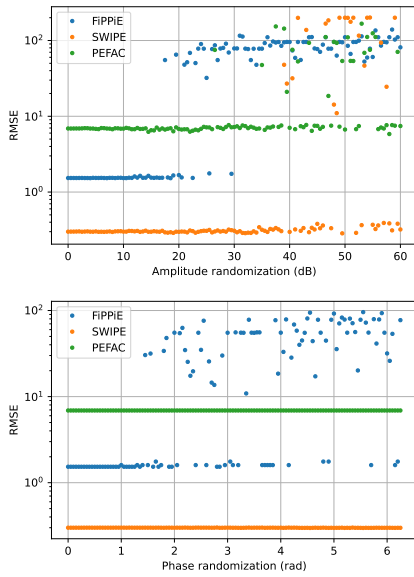 FiPPiE
SWIPE
PEFAC
10²
10¹
10⁰
RMSE
0 10 20 30 40 50 60
Amplitude randomization (dB)
FiPPiE
SWIPE
PEFAC
10²
10¹
10⁰
RMSE
0 1 2 3 4 5 6
Phase randomization (rad)